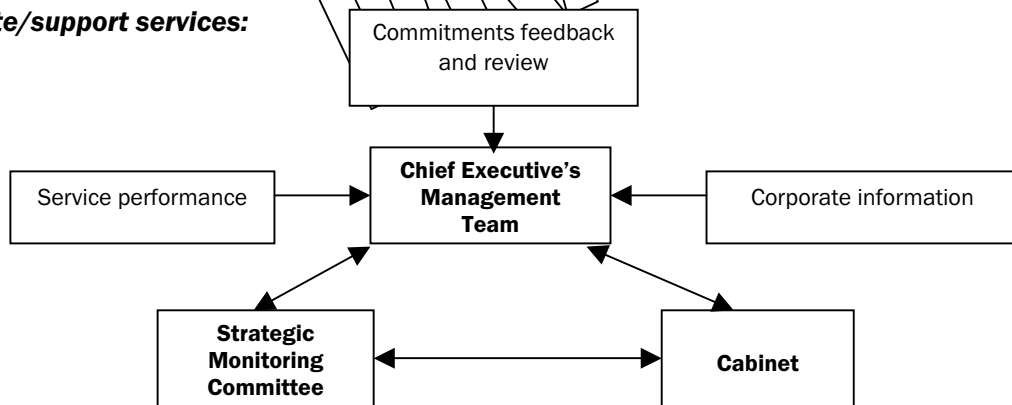 te/support services:
Commitments feedback
and review
Chief Executive’s
Management
Team
Service performance
Corporate information
Strategic
Monitoring
Committee
Cabinet